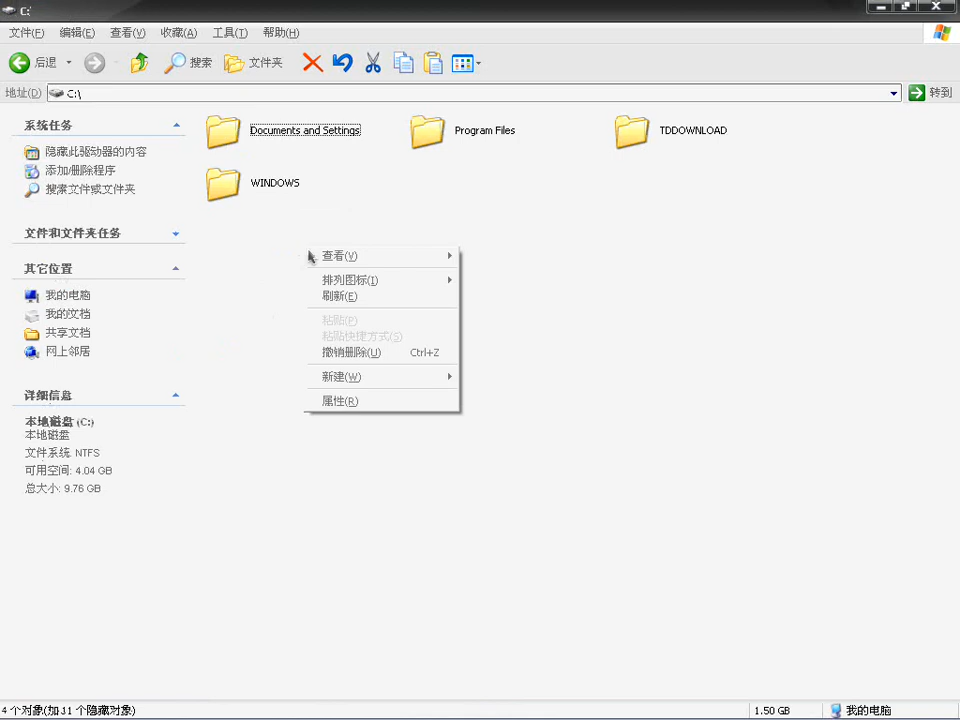 C:\
文件(F) 编辑(E) 查看(V) 收藏(A) 工具(T) 帮助(H)
后退 搜索 文件夹
地址(D) C:\ 转到
系统任务
隐藏此驱动器的内容
添加/删除程序
搜索文件或文件夹
文件和文件夹任务
其它位置
我的电脑
我的文档
共享文档
网上邻居
详细信息
本地磁盘 (C:)
本地磁盘
文件系统: NTFS
可用空间: 4.04 GB
总大小: 9.76 GB
Documents and Settings
Program Files
TDDOWNLOAD
WINDOWS
查看(V)
排列图标(I)
刷新(E)
粘贴(P)
粘贴快捷方式(S)
撤销删除(U) Ctrl+Z
新建(W)
属性(R)
4 个对象(加 11 个隐藏对象) 1.50 GB 我的电脑